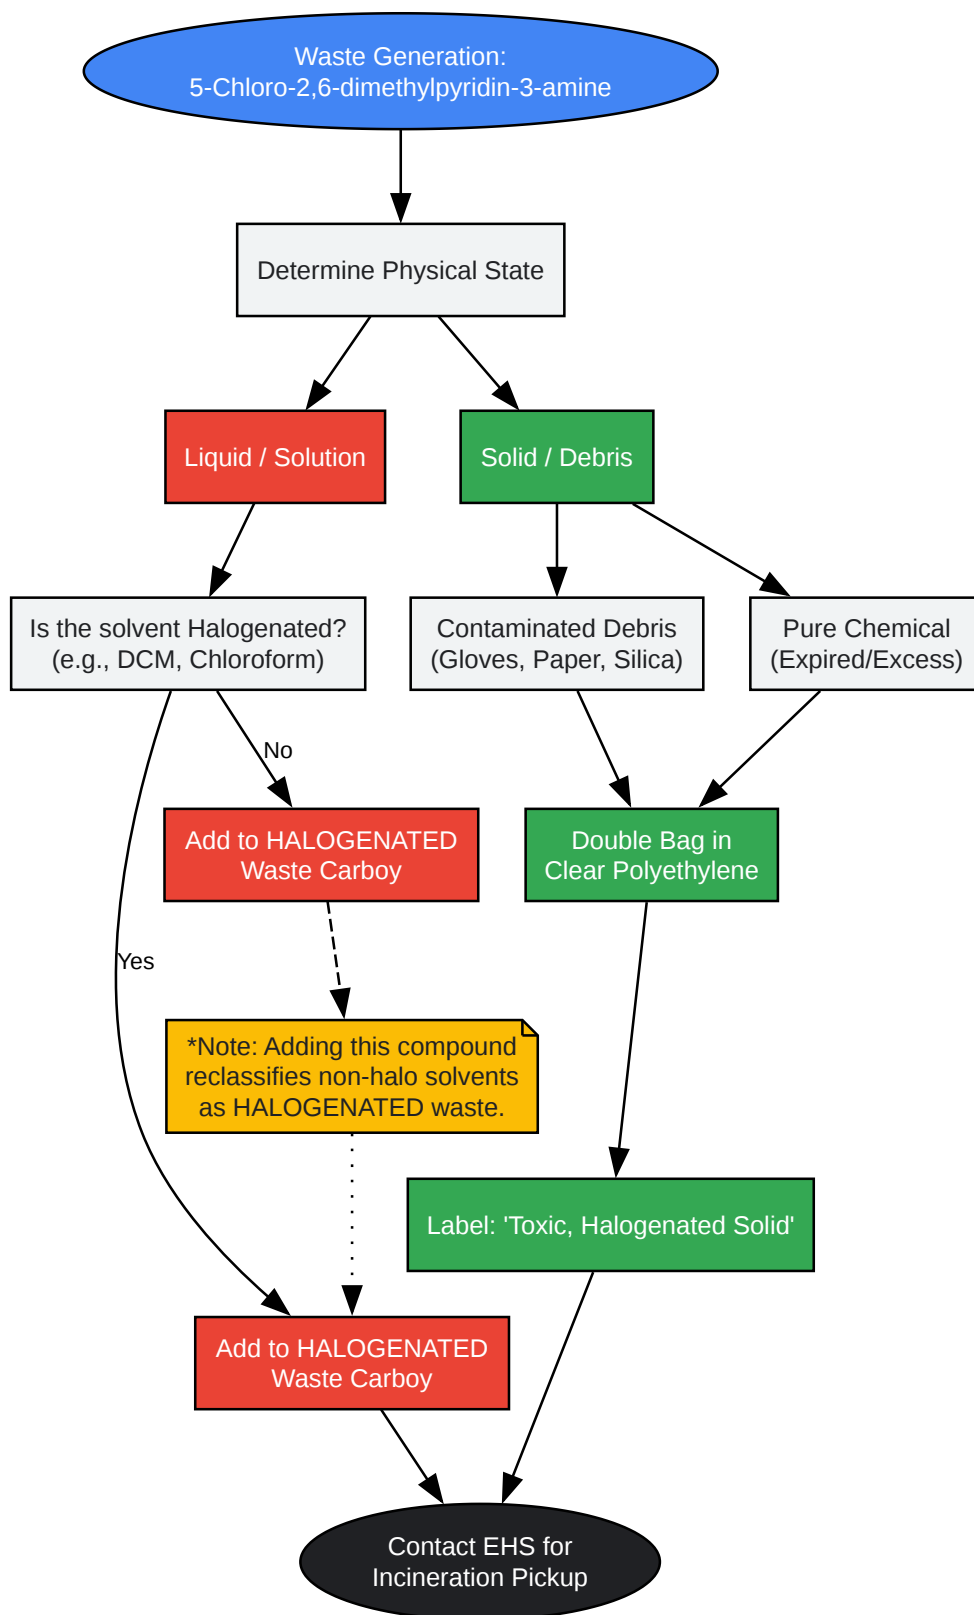 Waste Generation:
5-Chloro-2,6-dimethylpyridin-3-amine
Determine Physical State
Liquid / Solution
Solid / Debris
Is the solvent Halogenated?
(e.g., DCM, Chloroform)
Contaminated Debris
(Gloves, Paper, Silica)
Pure Chemical
(Expired/Excess)
No
Add to HALOGENATED
Waste Carboy
Double Bag in
Clear Polyethylene
Yes
*Note: Adding this compound
reclassifies non-halo solvents
as HALOGENATED waste.
Label: 'Toxic, Halogenated Solid'
Add to HALOGENATED
Waste Carboy
Contact EHS for
Incineration Pickup